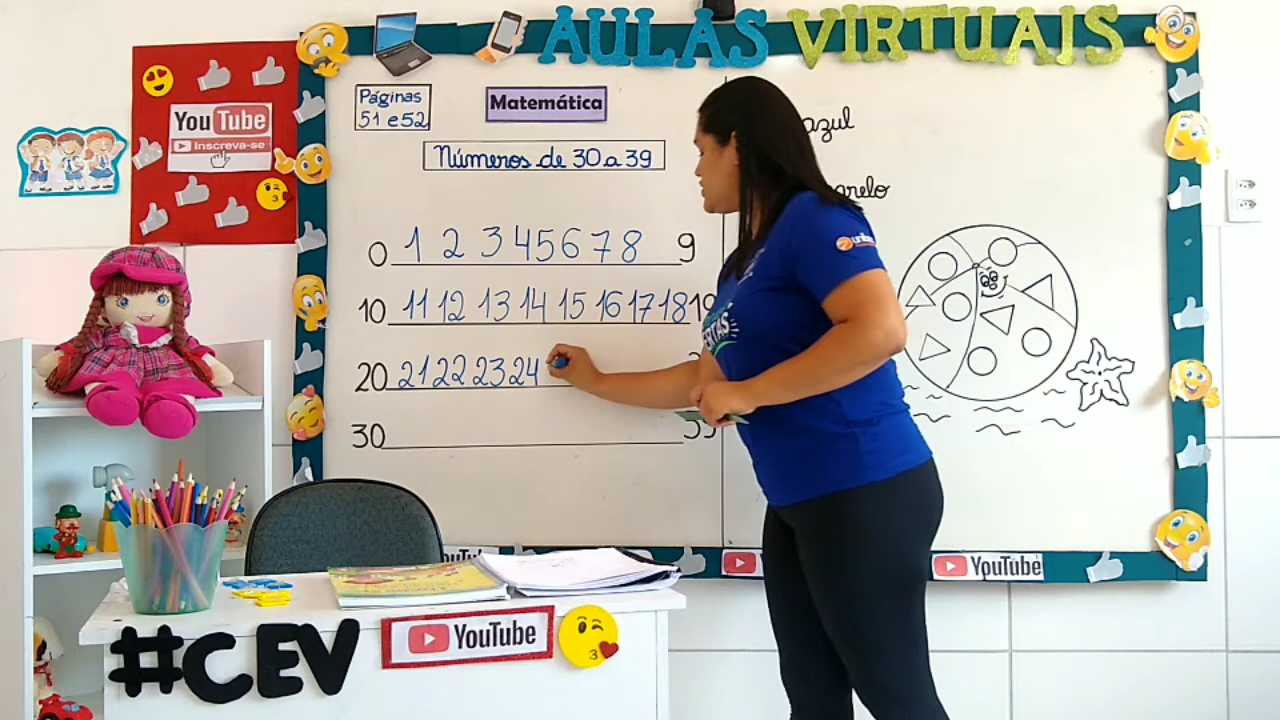 AULAS VIRTUAIS
Páginas
51 e 52
Matemática
Números de 30 a 39
azul
YouTube
Inscreva-se
0 1 2 3 4 5 6 7 8 9
10 11 12 13 14 15 16 17 18 19
20 21 22 23 24
30 39
YouTube
#CEV
YouTube